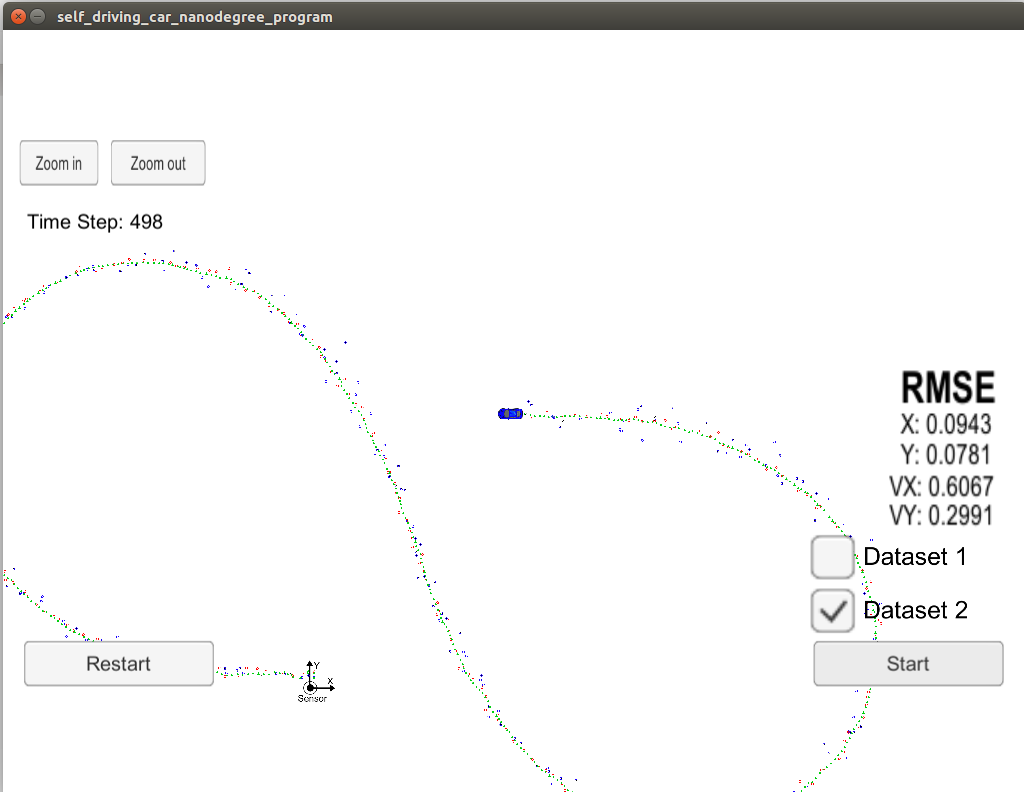 self_driving_car_nanodegree_program
Zoom in
Zoom out
Time Step: 498
RMSE
X: 0.0943
Y: 0.0781
VX: 0.6067
VY: 0.2991
Dataset 1
Dataset 2
Restart
Start
Y
X
Sensor